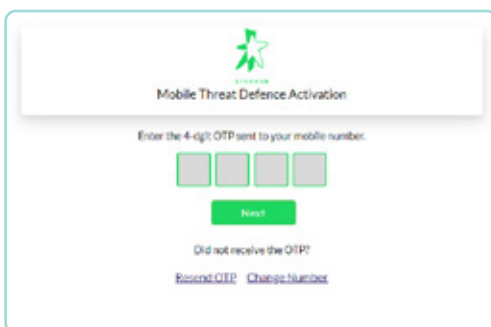 Mobile Threat Defence Activation
Enter the 4-digit OTP sent to your mobile number.
Next
Did not receive the OTP?
Resend OTP Change Number